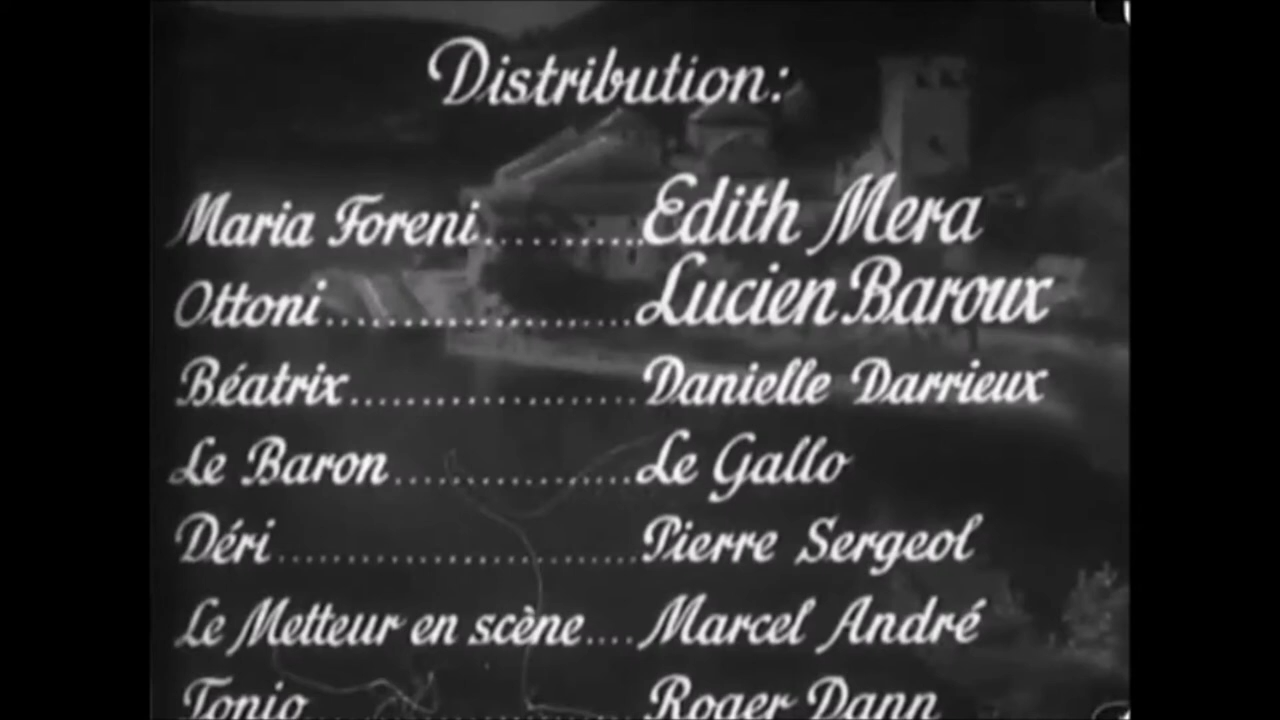 Distribution:
Maria Foreni..........Edith Mera
Ottoni....................Lucien Baroux
Béatrix...................Danielle Darrieux
Le Baron................Le Gallo
Déri........................Pierre Sergeol
Le Metteur en scène....Marcel André
Tonio......................Roger Dann